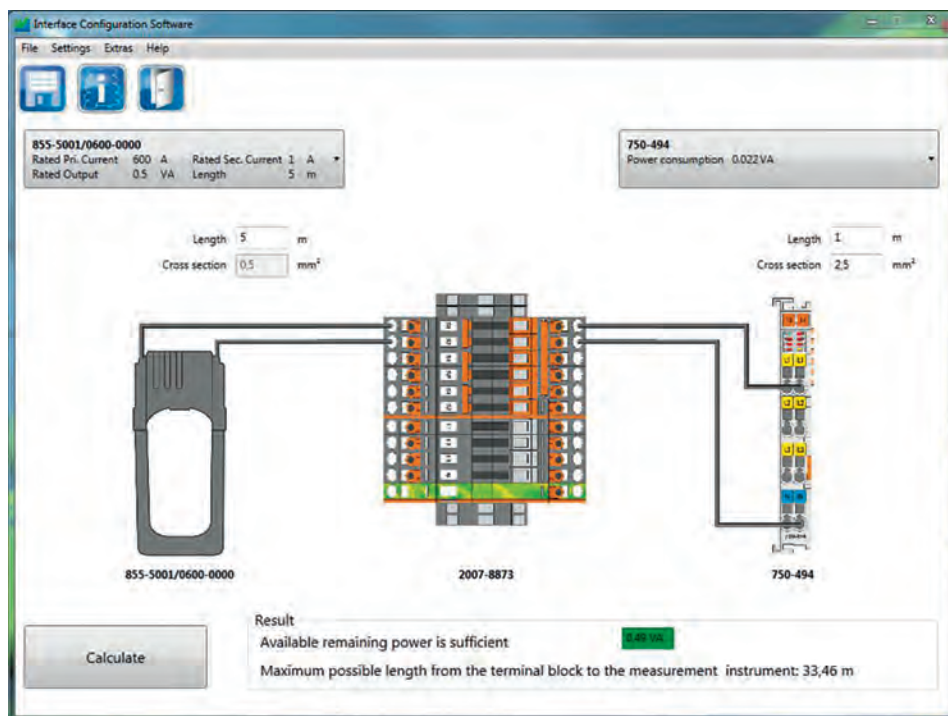 Interface Configuration Software
File Settings Extras Help
855-5001/0600-0000
Rated Pri. Current 600 A Rated Sec. Current 1 A
Rated Output 0.5 VA Length 5 m
750-494
Power consumption 0.022 VA
Length 5 m
Cross section 0,5 mm²
Length 1 m
Cross section 2,5 mm²
855-5001/0600-0000
2007-8873
750-494
Calculate
Result
Available remaining power is sufficient 0.49 VA
Maximum possible length from the terminal block to the measurement instrument: 33,46 m